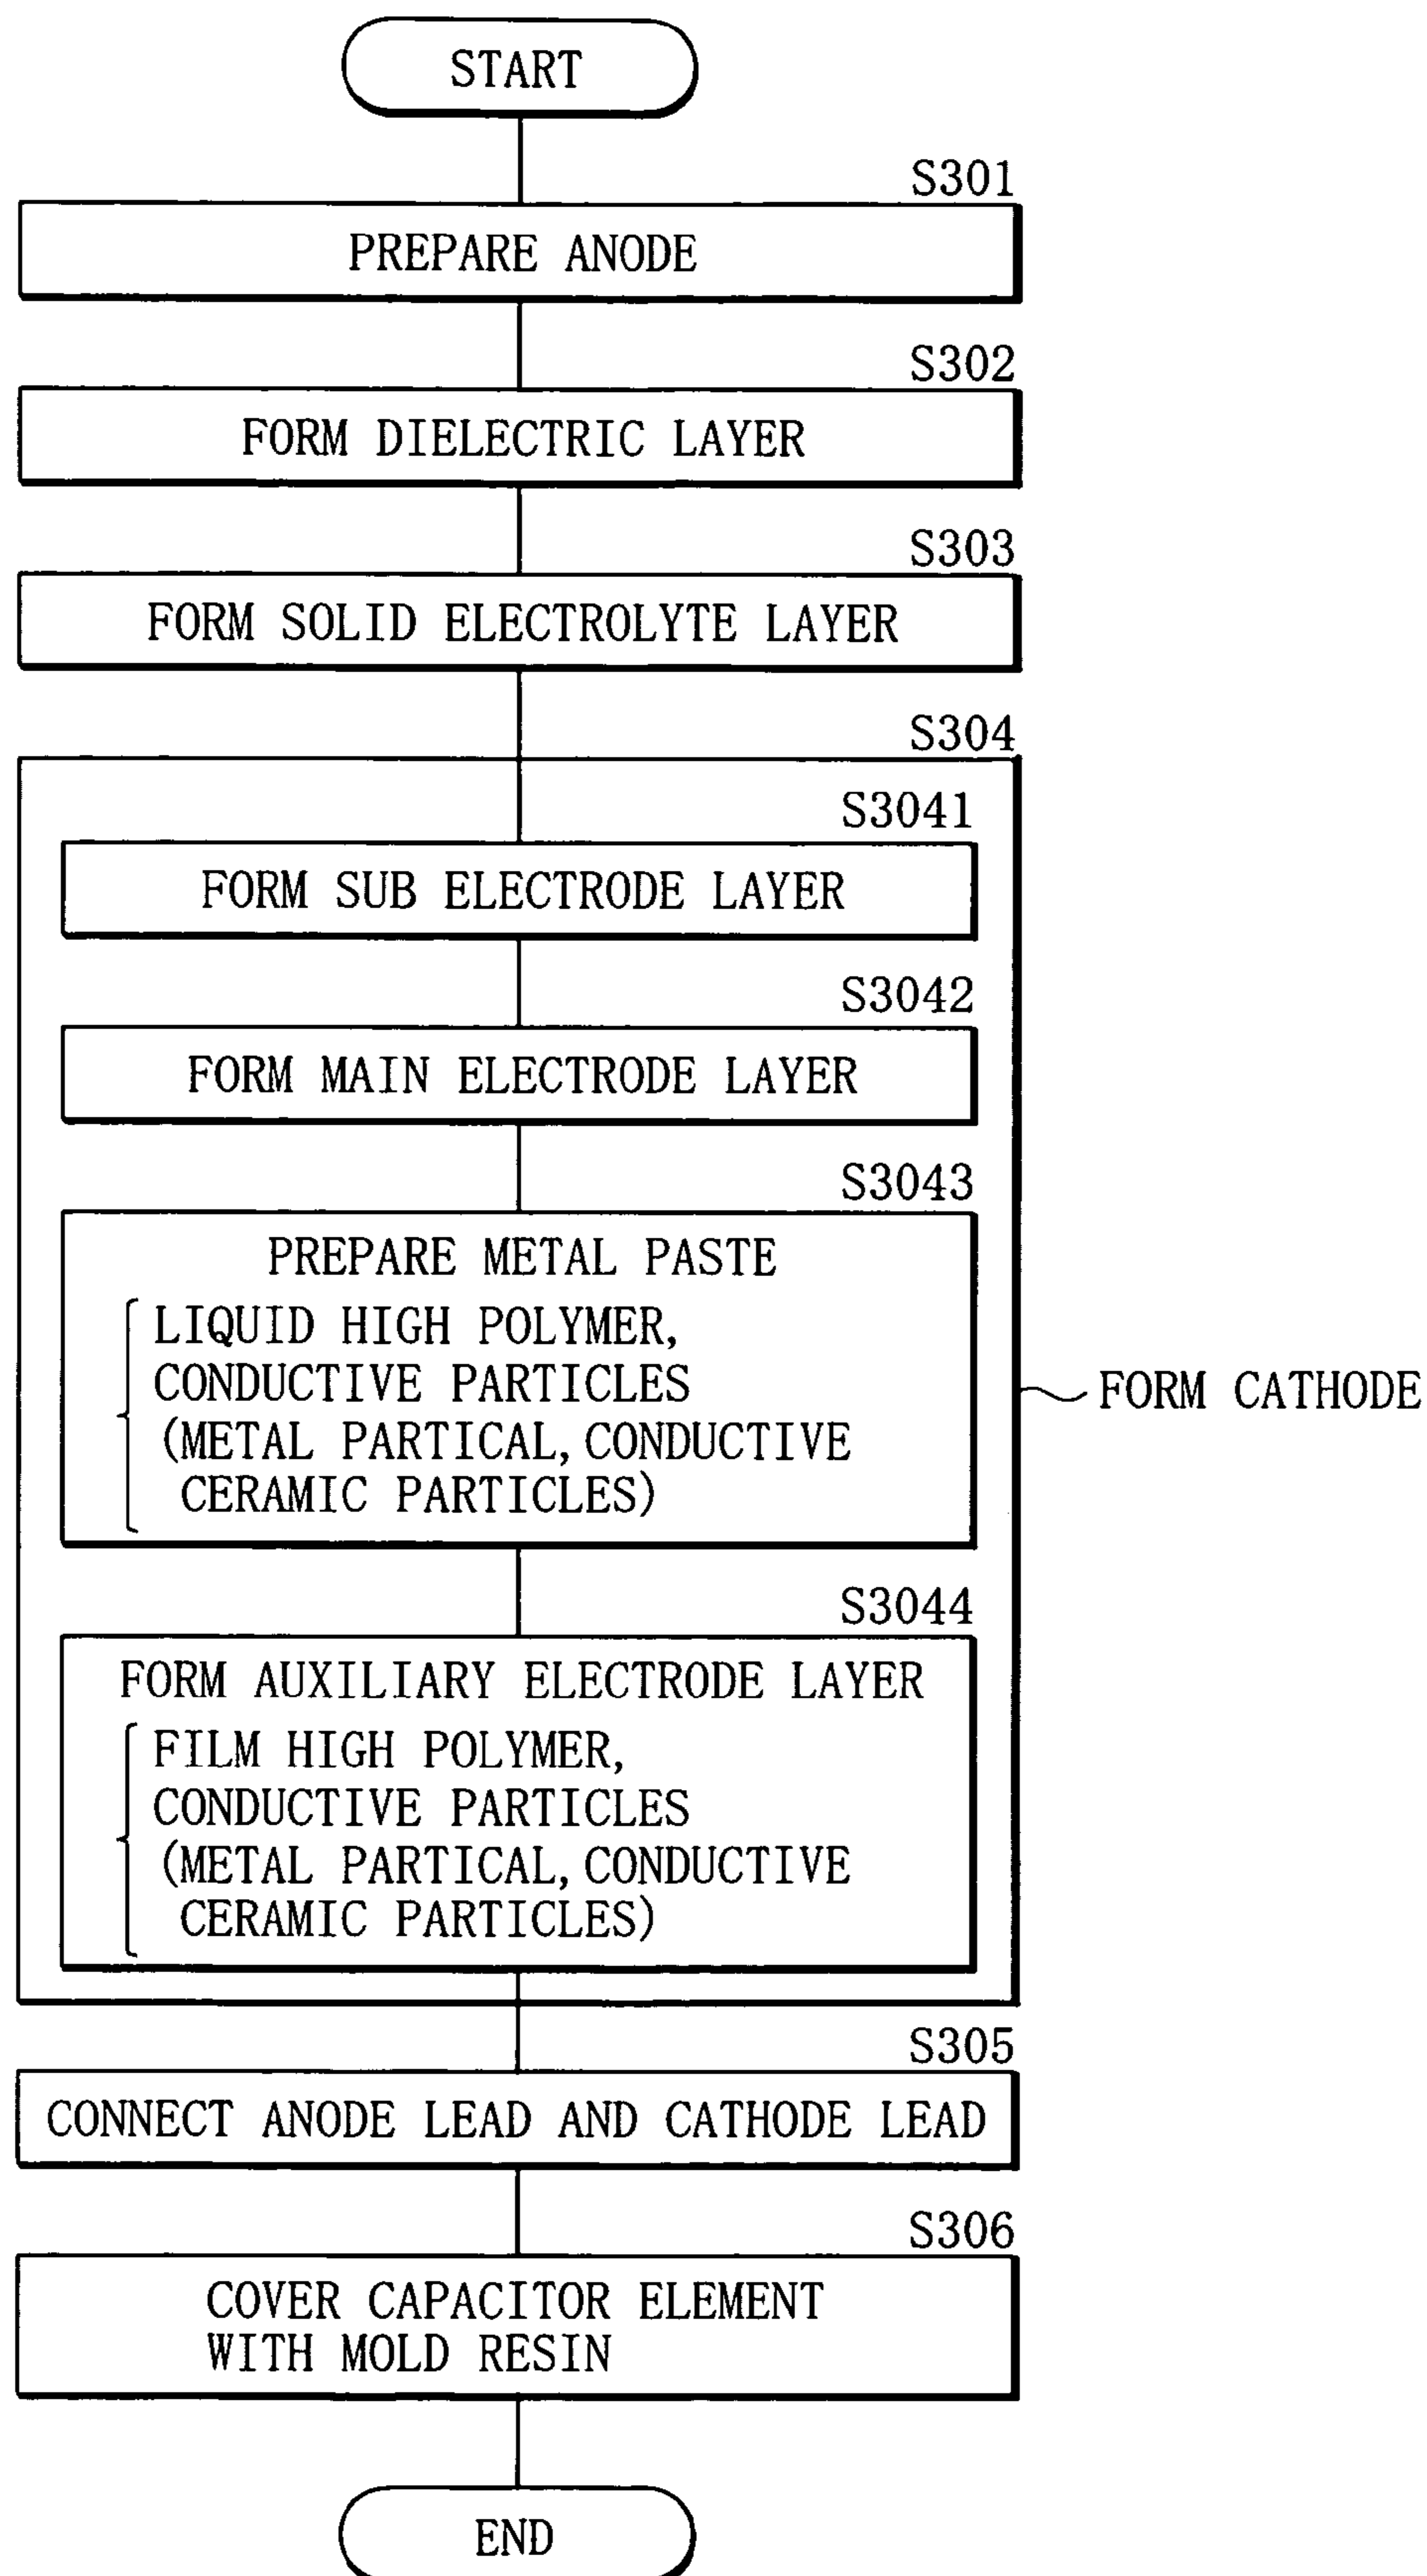 START
S301
PREPARE ANODE
S302
FORM DIELECTRIC LAYER
S303
FORM SOLID ELECTROLYTE LAYER
S304
S3041
FORM SUB ELECTRODE LAYER
S3042
FORM MAIN ELECTRODE LAYER
S3043
PREPARE METAL PASTE
LIQUID HIGH POLYMER,
CONDUCTIVE PARTICLES
(METAL PARTICAL, CONDUCTIVE
CERAMIC PARTICLES)
FORM CATHODE
S3044
FORM AUXILIARY ELECTRODE LAYER
FILM HIGH POLYMER,
CONDUCTIVE PARTICLES
(METAL PARTICAL, CONDUCTIVE
CERAMIC PARTICLES)
S305
CONNECT ANODE LEAD AND CATHODE LEAD
S306
COVER CAPACITOR ELEMENT
WITH MOLD RESIN
END